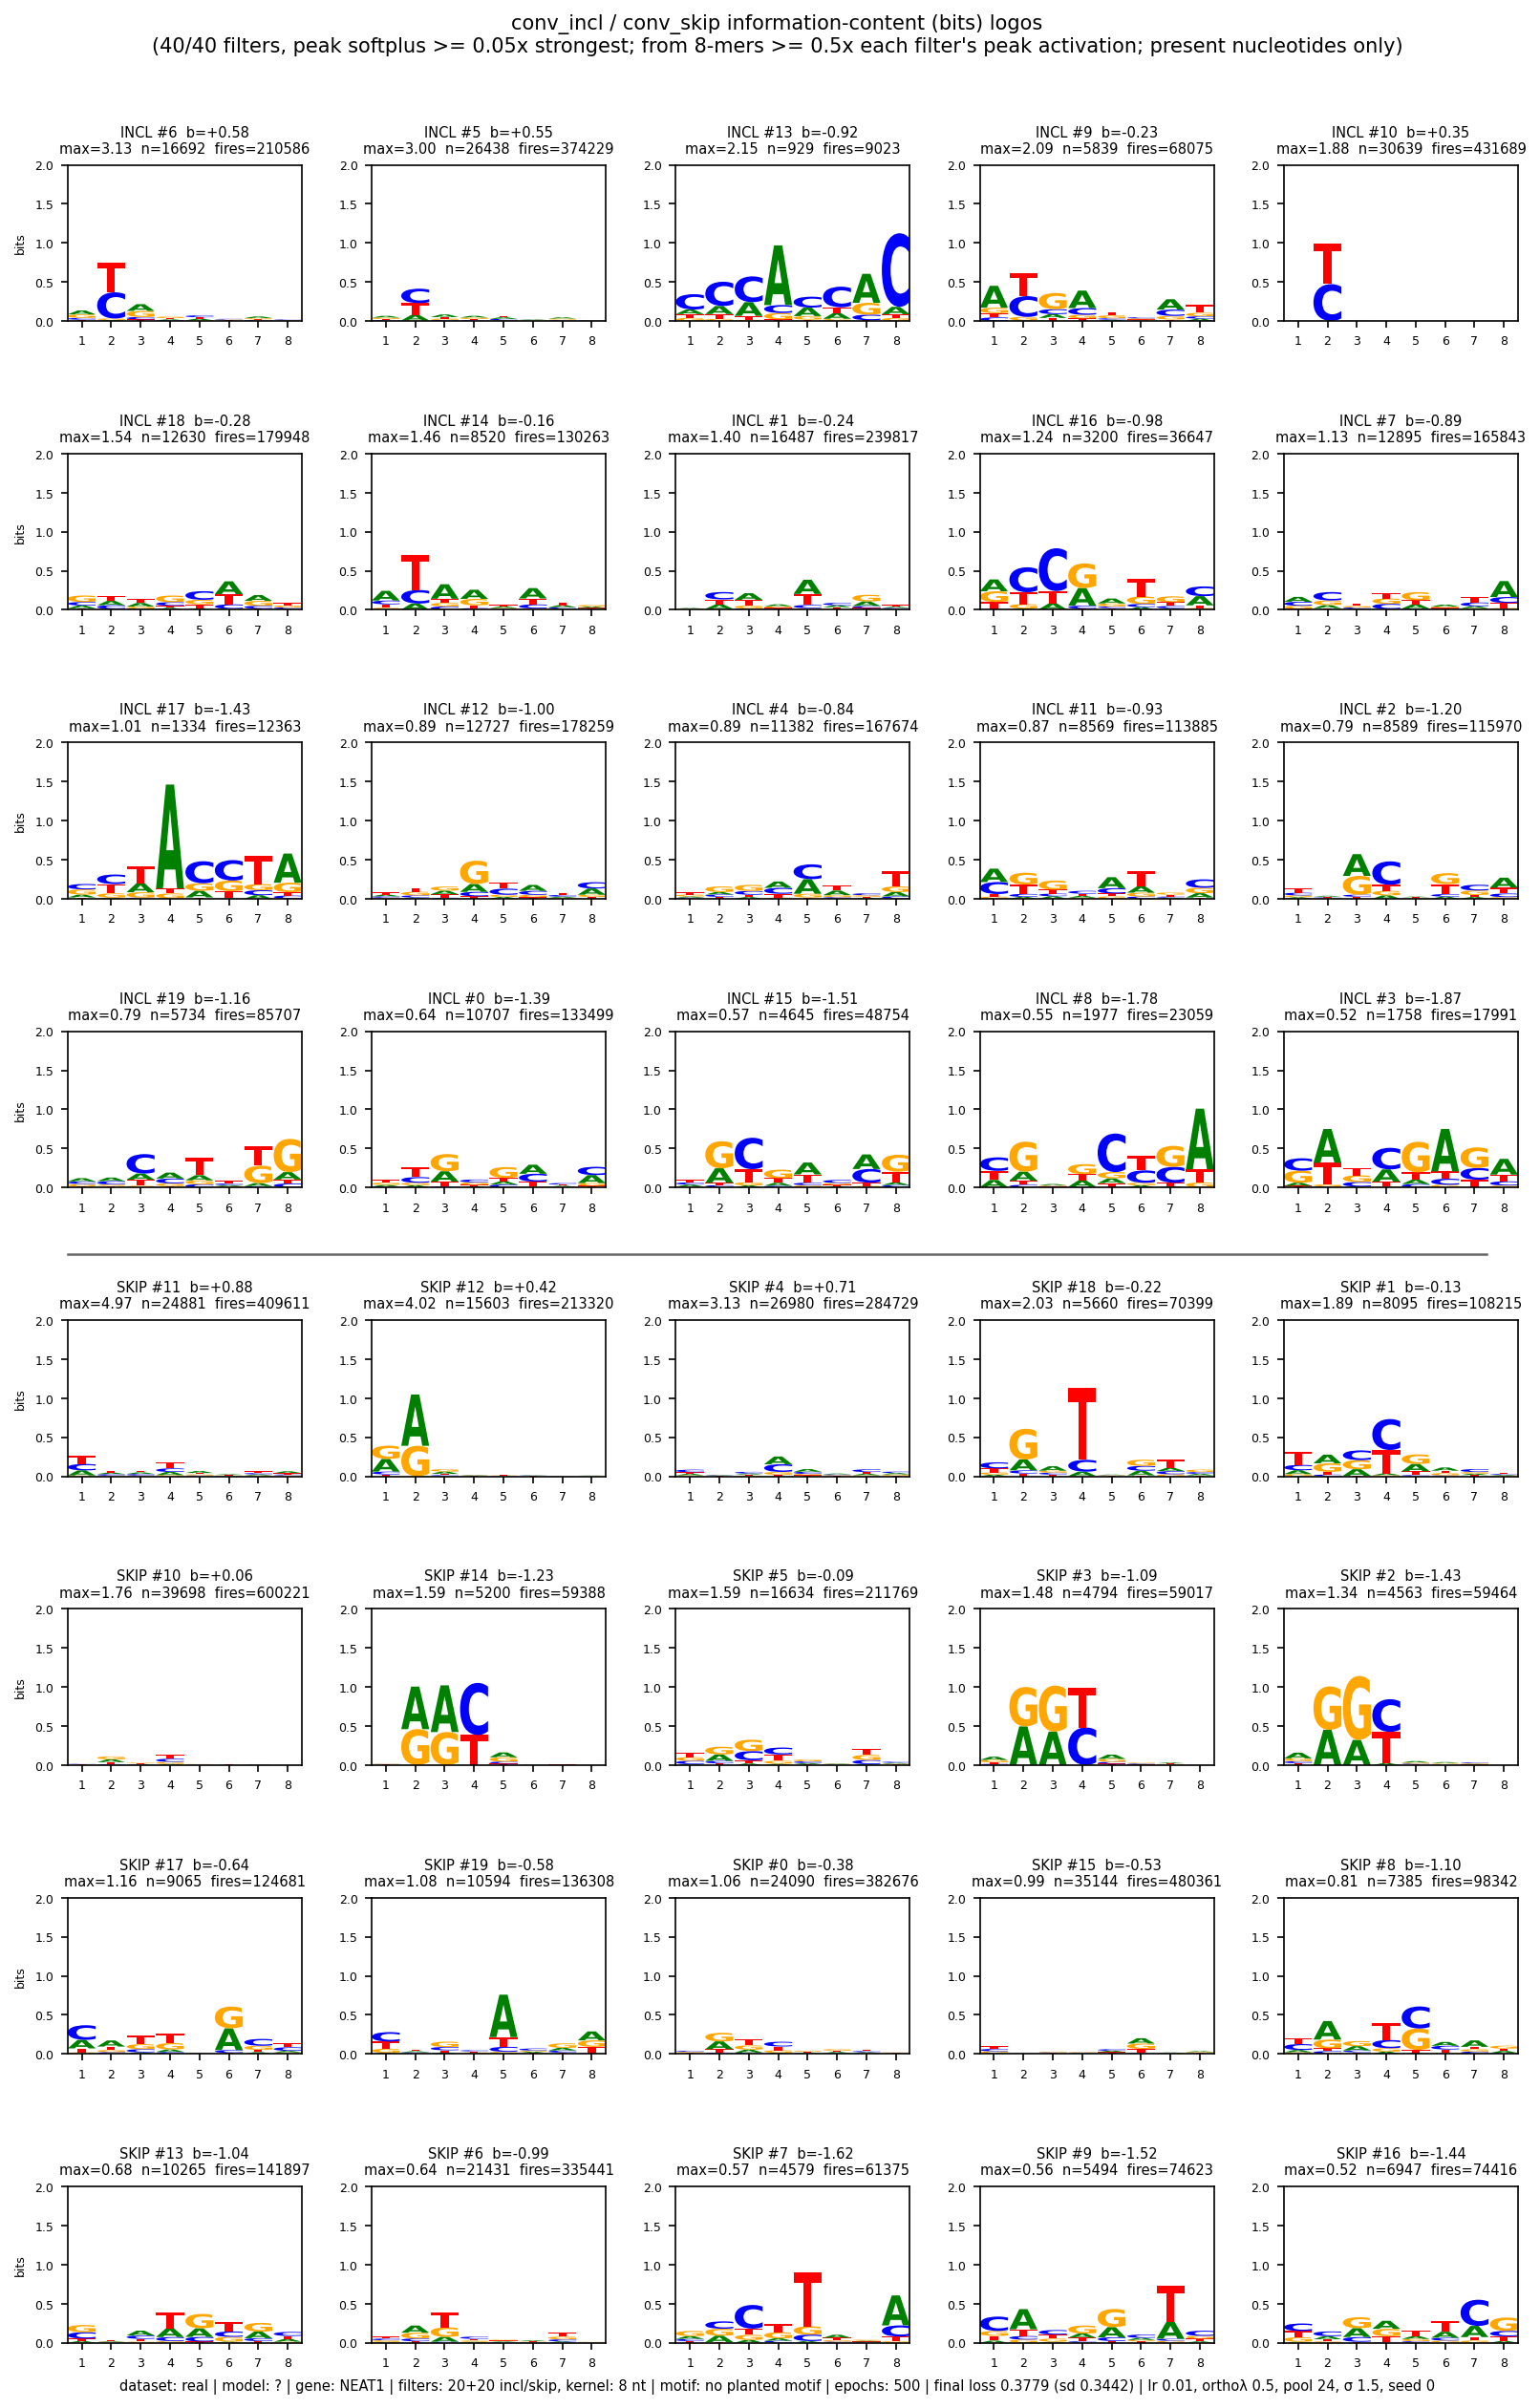 conv_incl / conv_skip information-content (bits) logos
(40/40 filters, peak softplus >= 0.05x strongest; from 8-mers >= 0.5x each filter's peak activation; present nucleotides only)
INCL #6 b=+0.58
max=3.13 n=16692 fires=210586
INCL #5 b=+0.55
max=3.00 n=26438 fires=374229
INCL #13 b=-0.92
max=2.15 n=929 fires=9023
INCL #9 b=-0.23
max=2.09 n=5839 fires=68075
INCL #10 b=+0.35
max=1.88 n=30639 fires=431689
INCL #18 b=-0.28
max=1.54 n=12630 fires=179948
INCL #14 b=-0.16
max=1.46 n=8520 fires=130263
INCL #1 b=-0.24
max=1.40 n=16487 fires=239817
INCL #16 b=-0.98
max=1.24 n=3200 fires=36647
INCL #7 b=-0.89
max=1.13 n=12895 fires=165843
INCL #17 b=-1.43
max=1.01 n=1334 fires=12363
INCL #12 b=-1.00
max=0.89 n=12727 fires=178259
INCL #4 b=-0.84
max=0.89 n=11382 fires=167674
INCL #11 b=-0.93
max=0.87 n=8569 fires=113885
INCL #2 b=-1.20
max=0.79 n=8589 fires=115970
INCL #19 b=-1.16
max=0.79 n=5734 fires=85707
INCL #0 b=-1.39
max=0.64 n=10707 fires=133499
INCL #15 b=-1.51
max=0.57 n=4645 fires=48754
INCL #8 b=-1.78
max=0.55 n=1977 fires=23059
INCL #3 b=-1.87
max=0.52 n=1758 fires=17991
SKIP #11 b=+0.88
max=4.97 n=24881 fires=409611
SKIP #12 b=+0.42
max=4.02 n=15603 fires=213320
SKIP #4 b=+0.71
max=3.13 n=26980 fires=284729
SKIP #18 b=-0.22
max=2.03 n=5660 fires=70399
SKIP #1 b=-0.13
max=1.89 n=8095 fires=108215
SKIP #10 b=+0.06
max=1.76 n=39698 fires=600221
SKIP #14 b=-1.23
max=1.59 n=5200 fires=59388
SKIP #5 b=-0.09
max=1.59 n=16634 fires=211769
SKIP #3 b=-1.09
max=1.48 n=4794 fires=59017
SKIP #2 b=-1.43
max=1.34 n=4563 fires=59464
SKIP #17 b=-0.64
max=1.16 n=9065 fires=124681
SKIP #19 b=-0.58
max=1.08 n=10594 fires=136308
SKIP #0 b=-0.38
max=1.06 n=24090 fires=382676
SKIP #15 b=-0.53
max=0.99 n=35144 fires=480361
SKIP #8 b=-1.10
max=0.81 n=7385 fires=98342
SKIP #13 b=-1.04
max=0.68 n=10265 fires=141897
SKIP #6 b=-0.99
max=0.64 n=21431 fires=335441
SKIP #7 b=-1.62
max=0.57 n=4579 fires=61375
SKIP #9 b=-1.52
max=0.56 n=5494 fires=74623
SKIP #16 b=-1.44
max=0.52 n=6947 fires=74416
dataset: real | model: ? | gene: NEAT1 | filters: 20+20 incl/skip, kernel: 8 nt | motif: no planted motif | epochs: 500 | final loss 0.3779 (sd 0.3442) | lr 0.01, orthoλ 0.5, pool 24, σ 1.5, seed 0